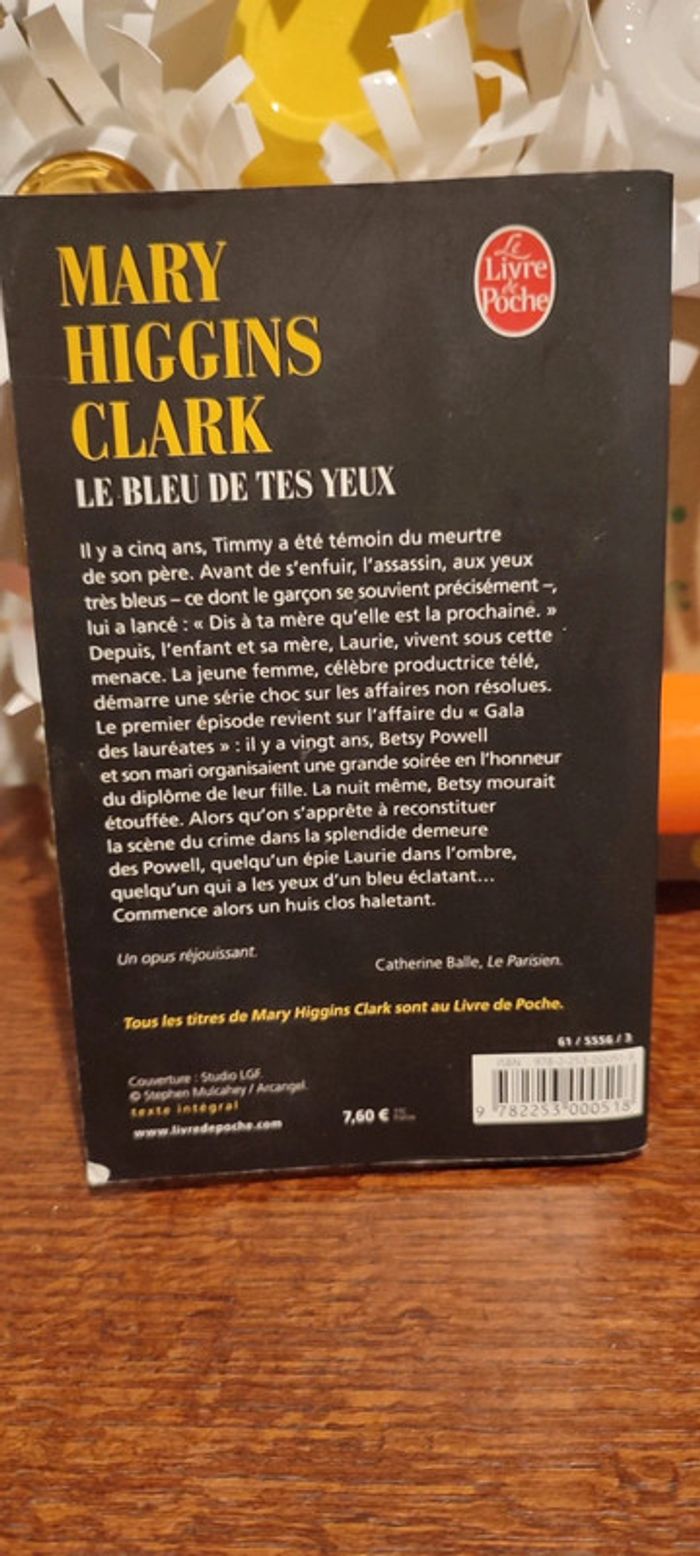 MARY
HIGGINS
CLARK
Le
Livre
de
Poche
LE BLEU DE TES YEUX
Il y a cinq ans, Timmy a été témoin du meurtre
de son père. Avant de s'enfuir, l'assassin, aux yeux
très bleus – ce dont le garçon se souvient précisément –,
lui a lancé : « Dis à ta mère qu'elle est la prochaine. »
Depuis, l'enfant et sa mère, Laurie, vivent sous cette
menace. La jeune femme, célèbre productrice télé,
démarre une série choc sur les affaires non résolues.
Le premier épisode revient sur l'affaire du « Gala
des lauréates » : il y a vingt ans, Betsy Powell
et son mari organisaient une grande soirée en l'honneur
du diplôme de leur fille. La nuit même, Betsy mourait
étouffée. Alors qu'on s'apprête à reconstituer
la scène du crime dans la splendide demeure
des Powell, quelqu'un épie Laurie dans l'ombre,
quelqu'un qui a les yeux d'un bleu éclatant...
Commence alors un huis clos haletant.
Un opus réjouissant.
Catherine Balle, Le Parisien.
Tous les titres de Mary Higgins Clark sont au Livre de Poche.
61 / 5556 / 3
Couverture : Studio LGF.
© Stephen Mulcahey / Arcangel.
texte intégral
www.livredepoche.com
7,60 €
ISBN
9 782253 000518